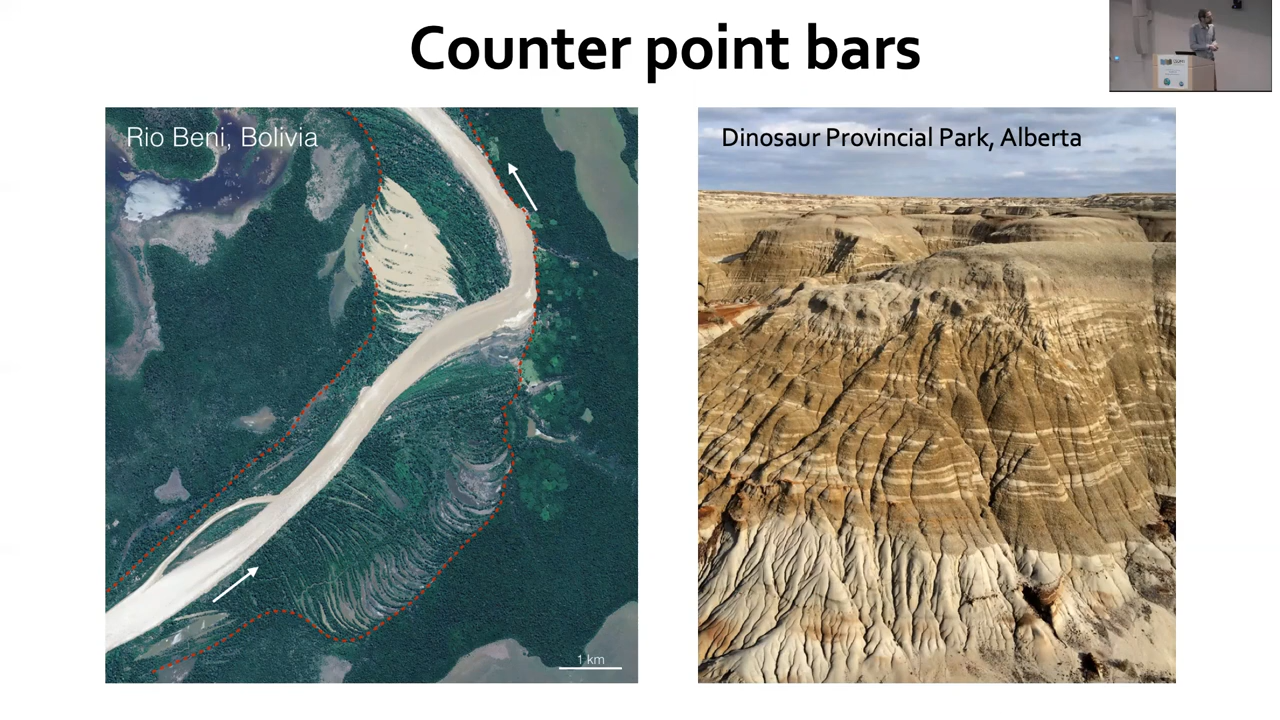 Counter point bars
Rio Beni, Bolivia
Dinosaur Provincial Park, Alberta
1 km